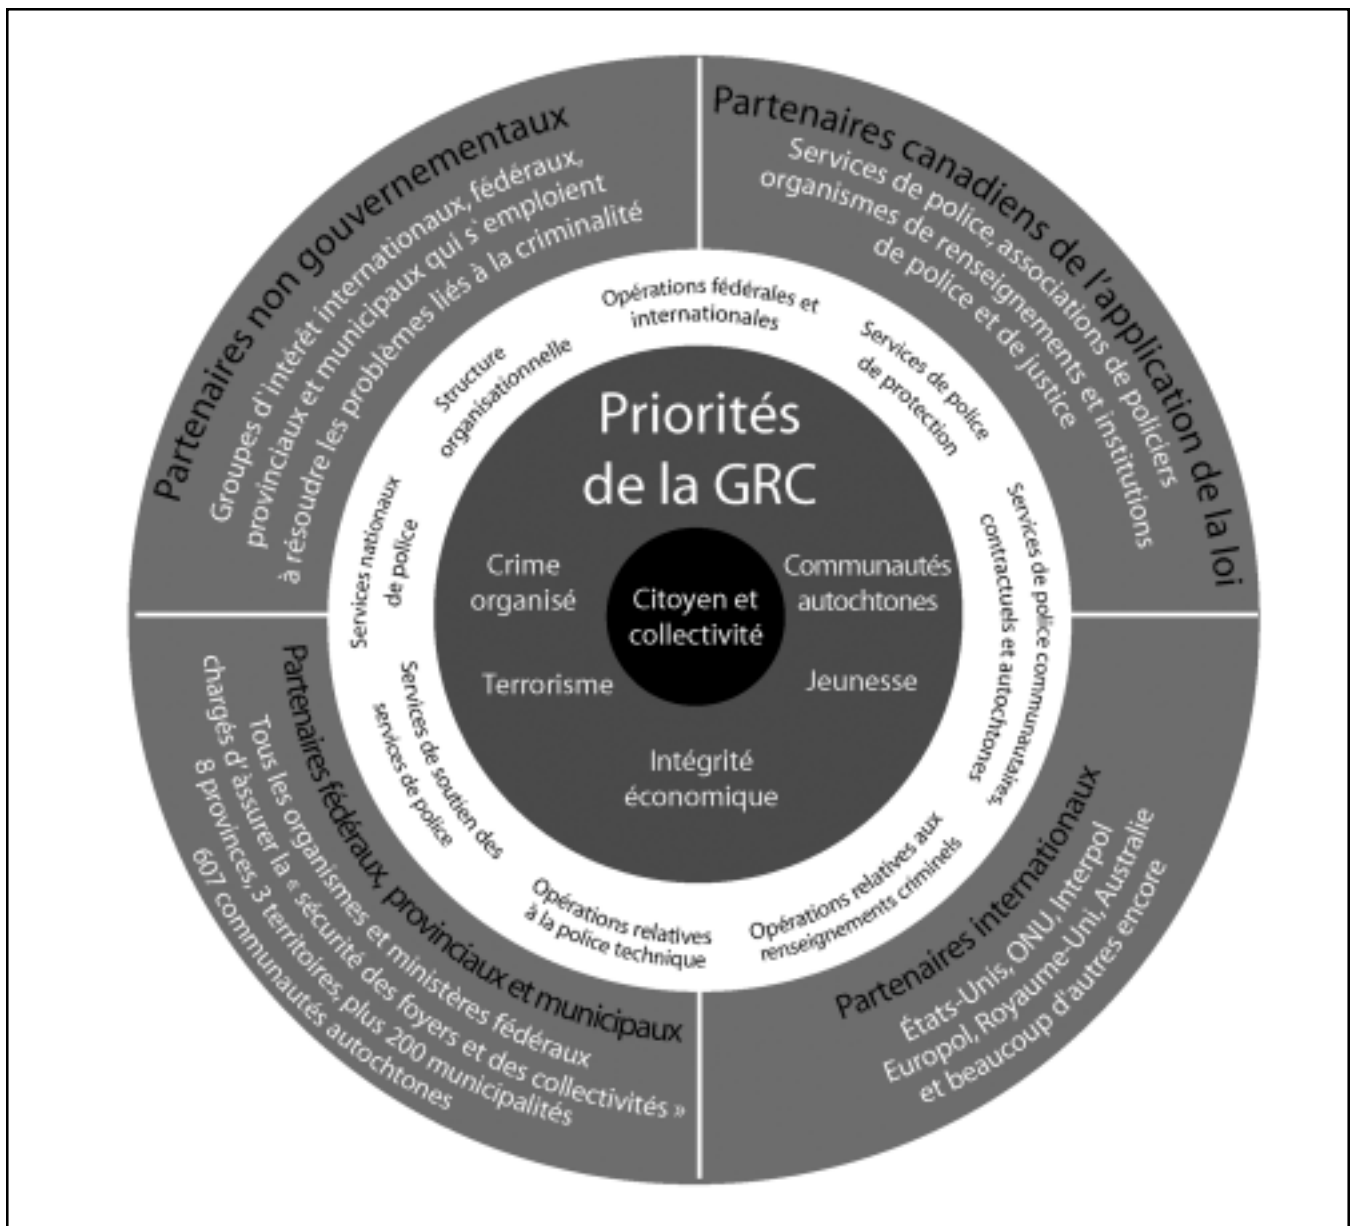 Partenaires non gouvernementaux
Groupes d'intérêt internationaux, fédéraux,
provinciaux et municipaux qui s'emploient
à résoudre les problèmes liés à la criminalité
Partenaires canadiens de l'application de la loi
Services de police, associations de policiers
organismes de renseignements et institutions
de police et de justice
Opérations fédérales et
internationales
Services de police
de protection
Services de police communautaires,
contractuels et autochtones
Opérations relatives aux
renseignements criminels
Opérations relatives
à la police technique
Services de soutien des
services de police
Services nationaux
de police
Structure
organisationnelle
Priorités
de la GRC
Crime
organisé
Communautés
autochtones
Citoyen et
collectivité
Terrorisme
Jeunesse
Intégrité
économique
Partenaires fédéraux, provinciaux et municipaux
Tous les organismes et ministères fédéraux
chargés d'assurer la « sécurité des foyers et des collectivités »
8 provinces, 3 territoires, plus 200 municipalités
607 communautés autochtones
Partenaires internationaux
États-Unis, ONU, Interpol
Europol, Royaume-Uni, Australie
et beaucoup d'autres encore